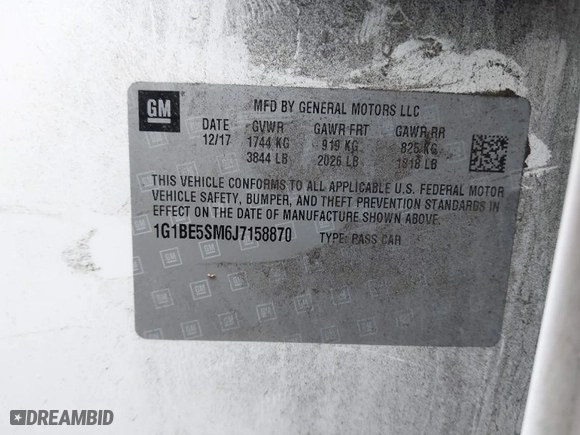 GM
MFD BY GENERAL MOTORS LLC
DATE GVWR GAWR FRT GAWR RR
12/17 1744 KG 919 KG 825 KG
3844 LB 2026 LB 1818 LB
THIS VEHICLE CONFORMS TO ALL APPLICABLE U.S. FEDERAL MOTOR
VEHICLE SAFETY, BUMPER, AND THEFT PREVENTION STANDARDS IN
EFFECT ON THE DATE OF MANUFACTURE SHOWN ABOVE.
1G1BE5SM6J7158870 TYPE: PASS CAR
DREAMBID